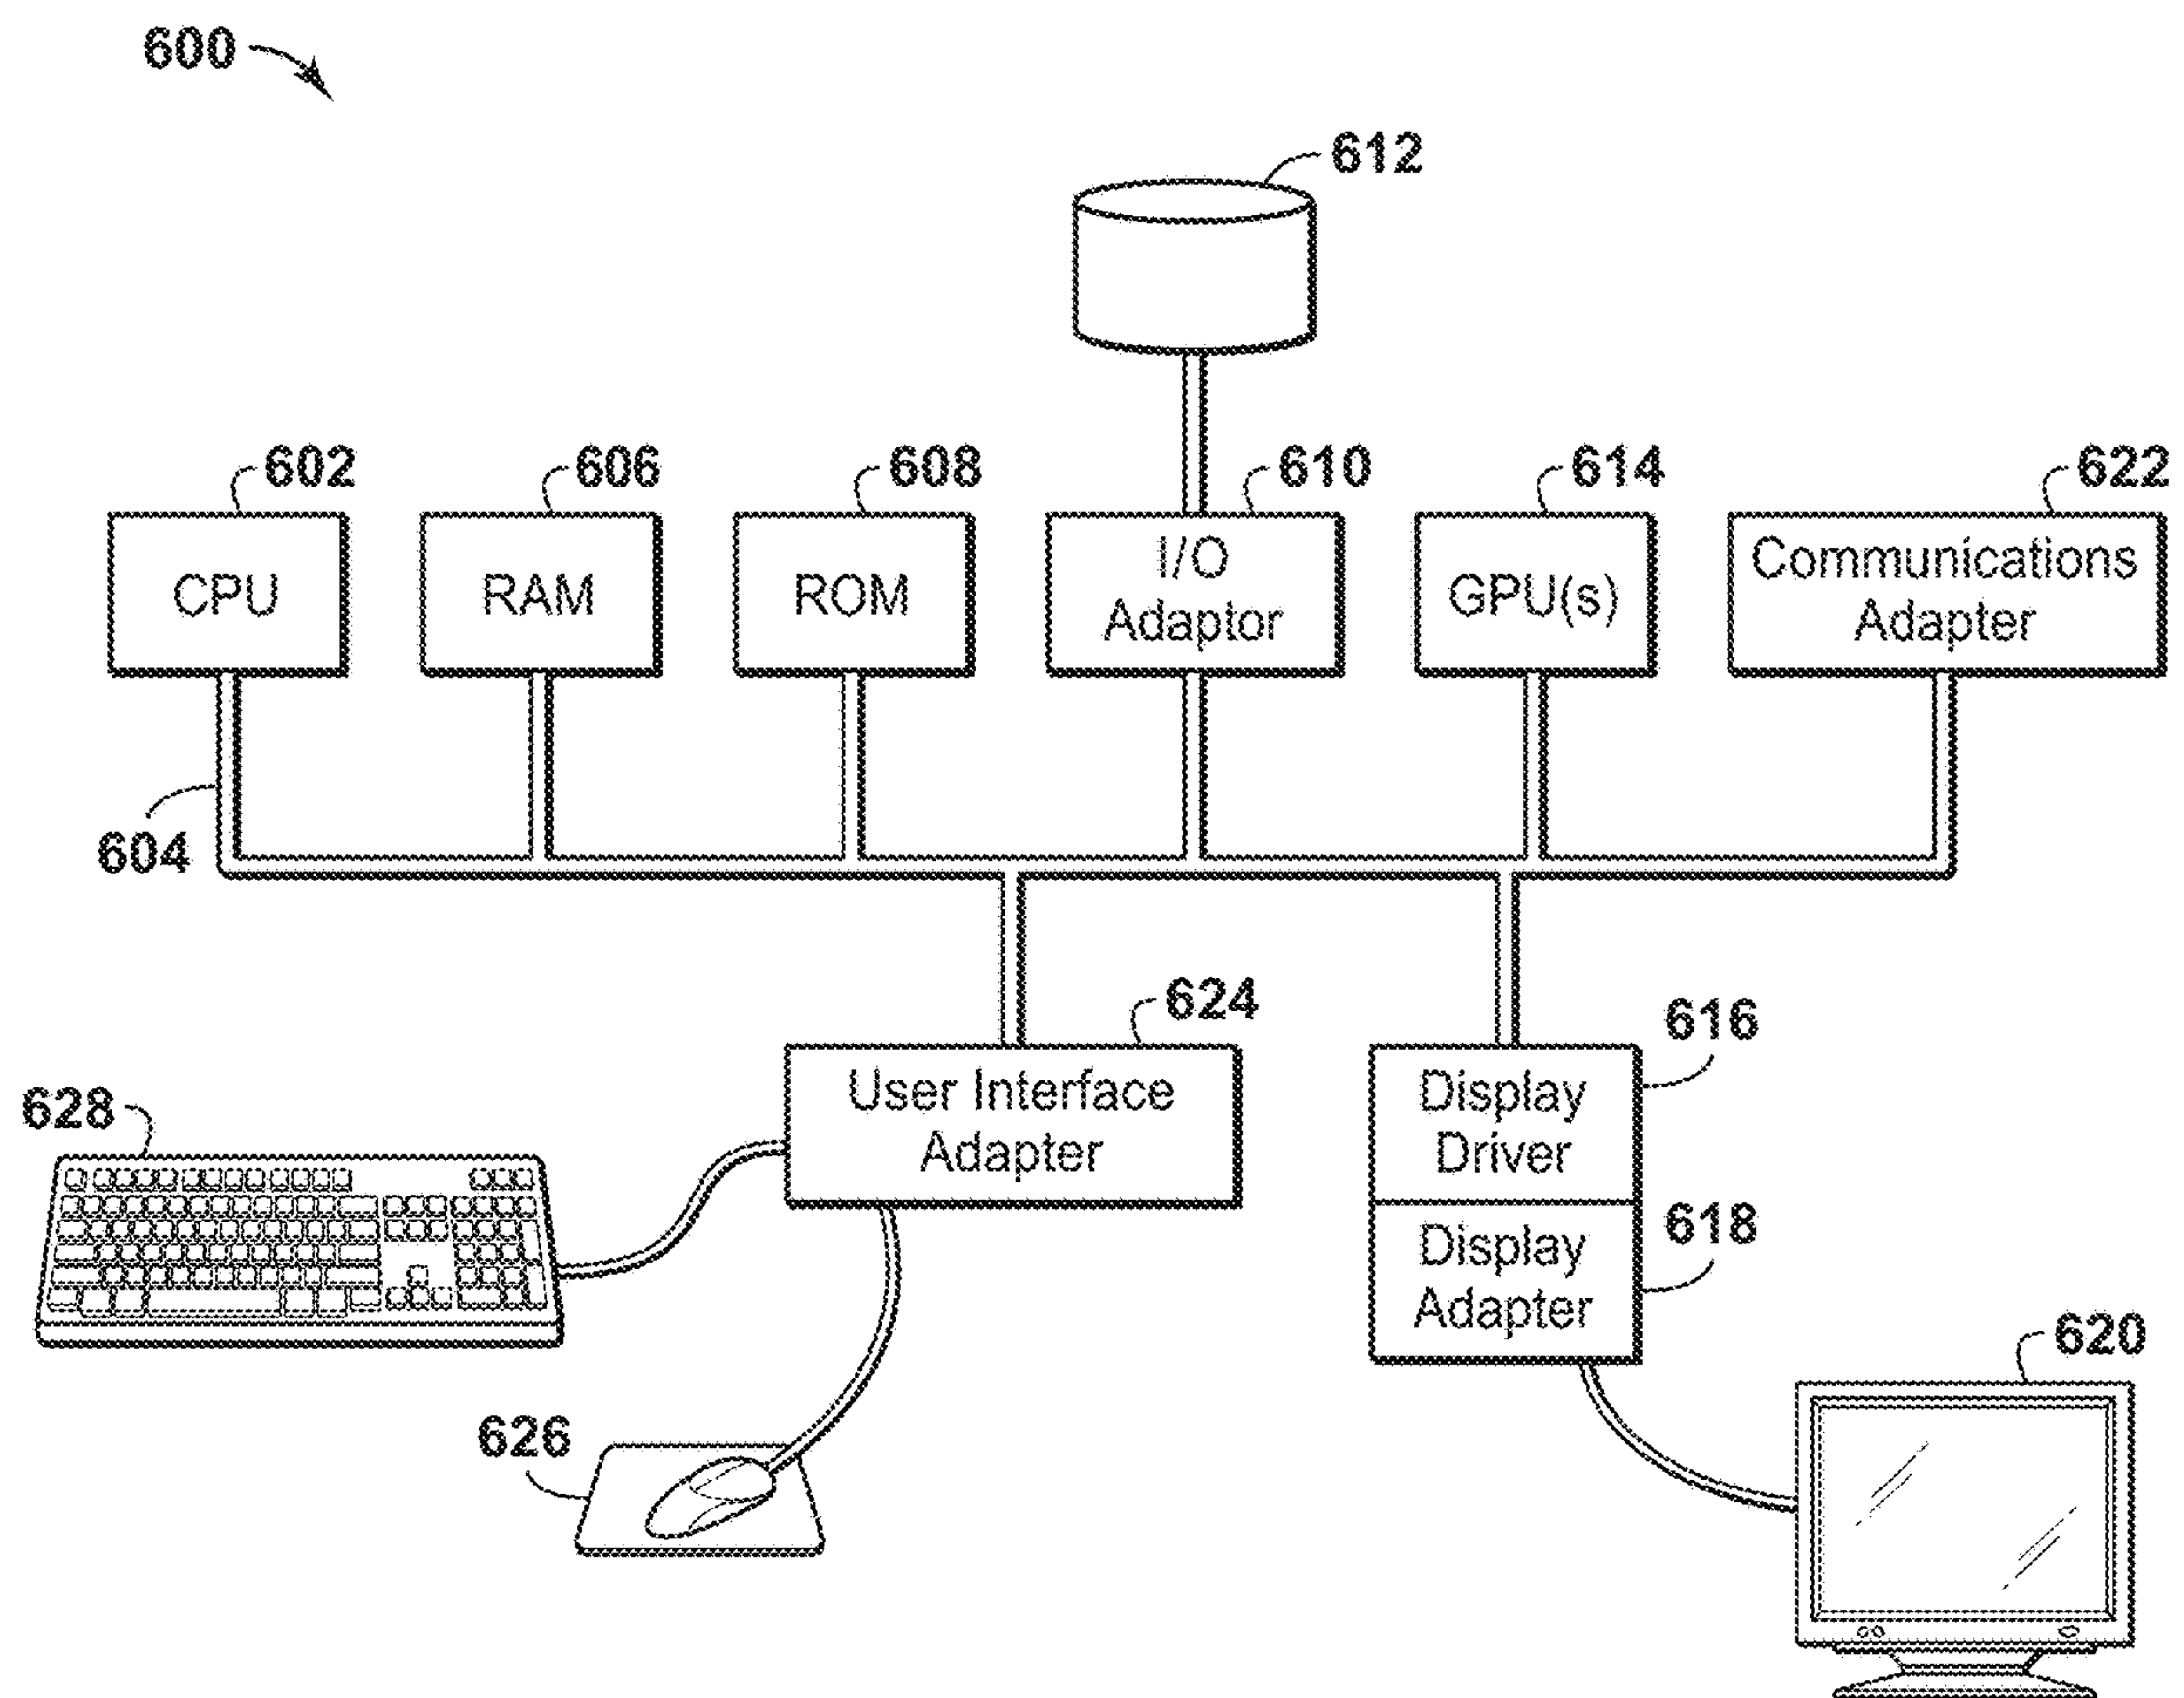 600
612
602
606
608
610
614
622
CPU
RAM
ROM
I/O
Adaptor
GPU(s)
Communications
Adapter
604
624
616
User Interface
Adapter
Display
Driver
628
618
Display
Adapter
620
626